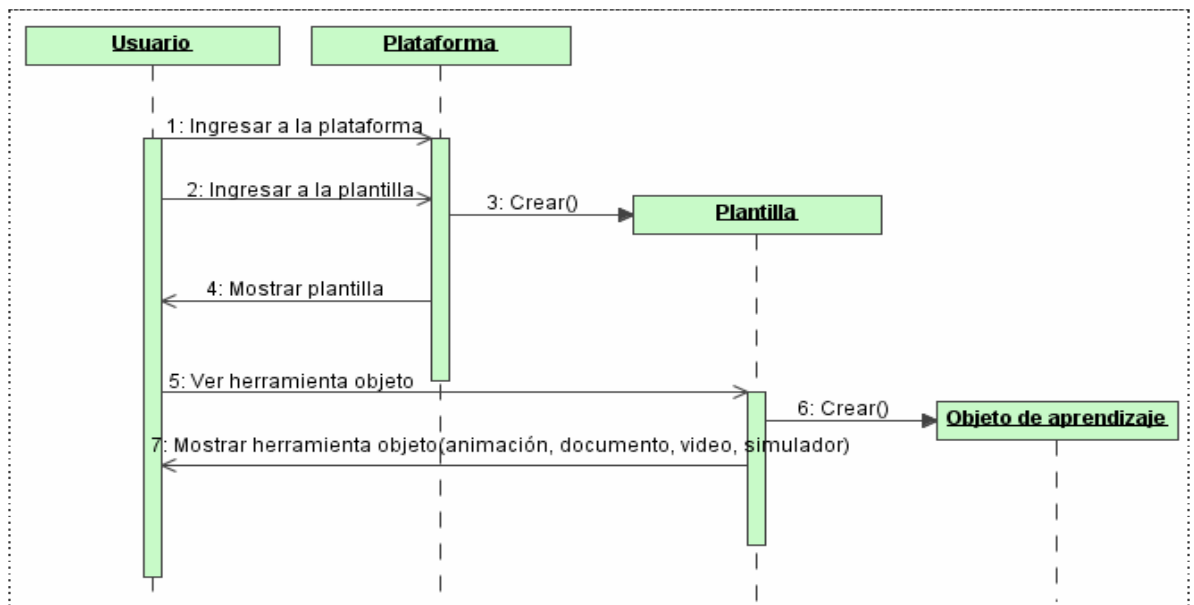 Usuario
Plataforma
1: Ingresar a la plataforma
2: Ingresar a la plantilla
3: Crear()
Plantilla
4: Mostrar plantilla
5: Ver herramienta objeto
6: Crear()
Objeto de aprendizaje
7: Mostrar herramienta objeto(animación, documento, video, simulador)